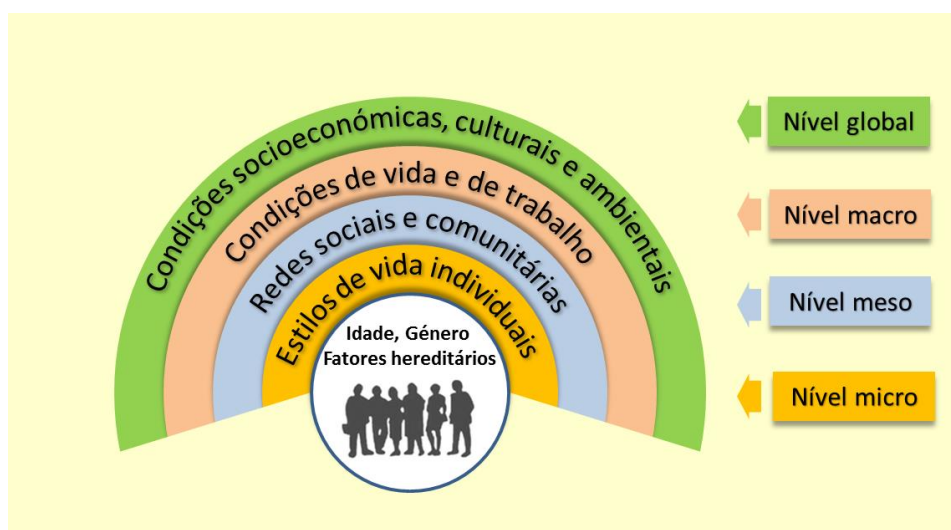 Condições socioeconómicas, culturais e ambientais
Condições de vida e de trabalho
Redes sociais e comunitárias
Estilos de vida individuais
Idade, Género
Fatores hereditários
Nível global
Nível macro
Nível meso
Nível micro